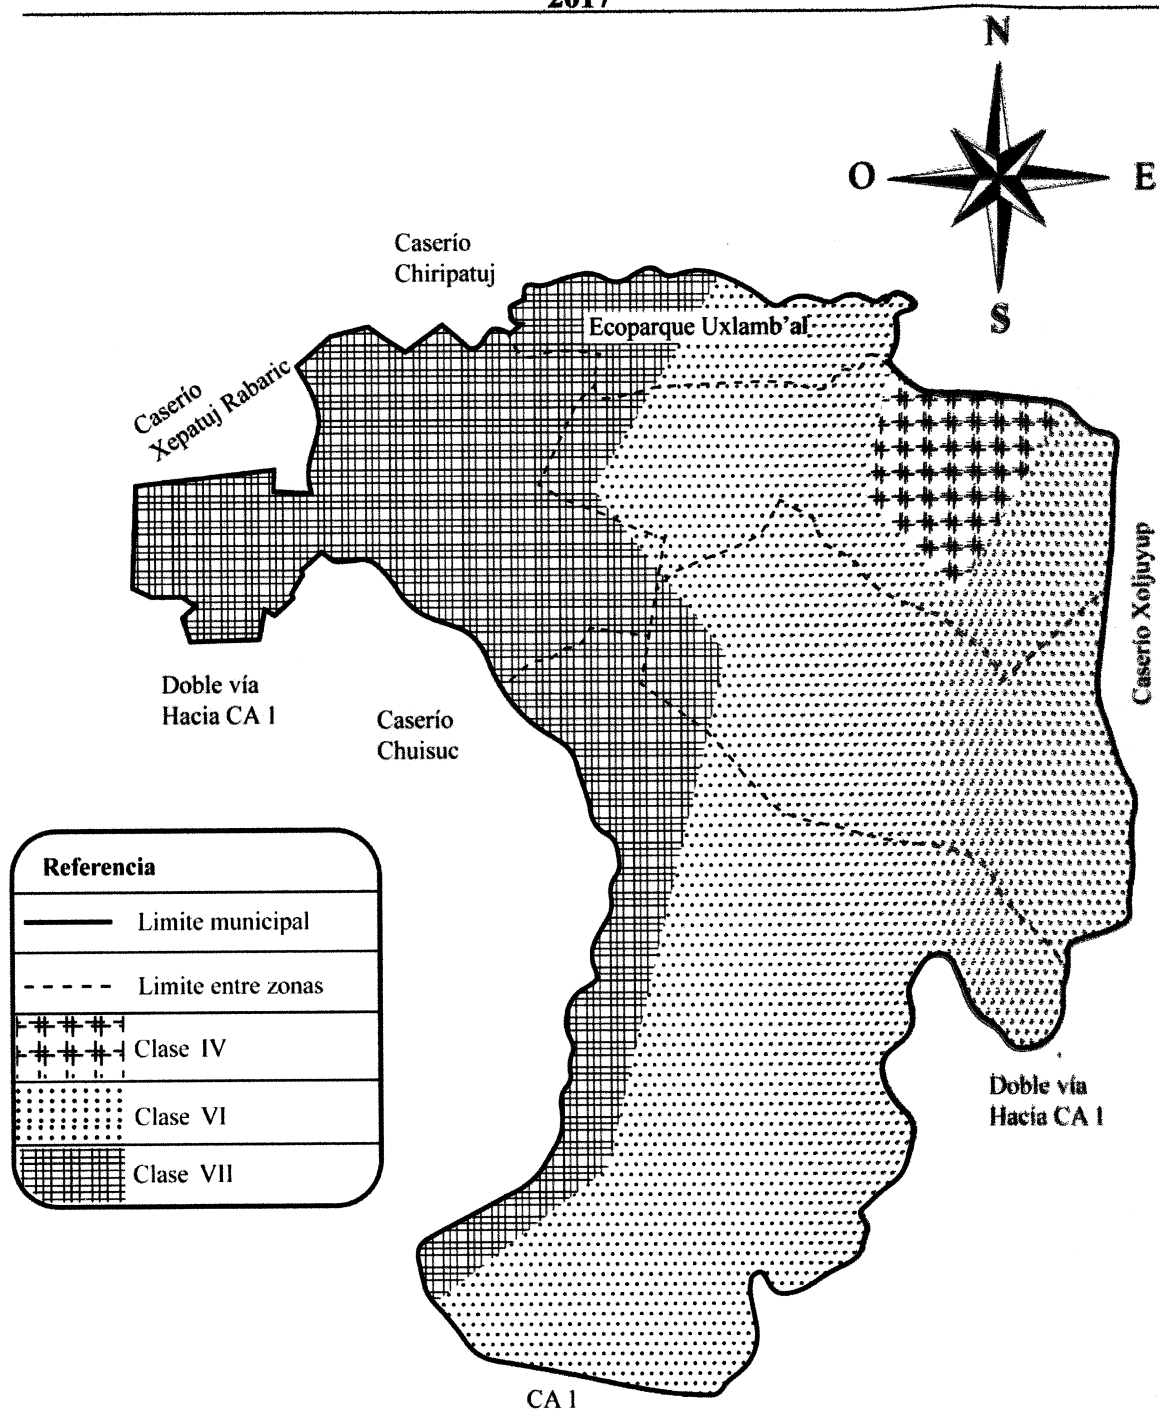 2017
N
O
E
S
Caserío
Chiripatuj
Ecoparque Uxlamb'al
Caserío
Xepatuj Rabaric
Caserío Xoljuyup
Doble vía
Hacia CA 1
Caserío
Chuisuc
Referencia
Limite municipal
Limite entre zonas
Clase IV
Clase VI
Clase VII
Doble vía
Hacia CA 1
CA 1